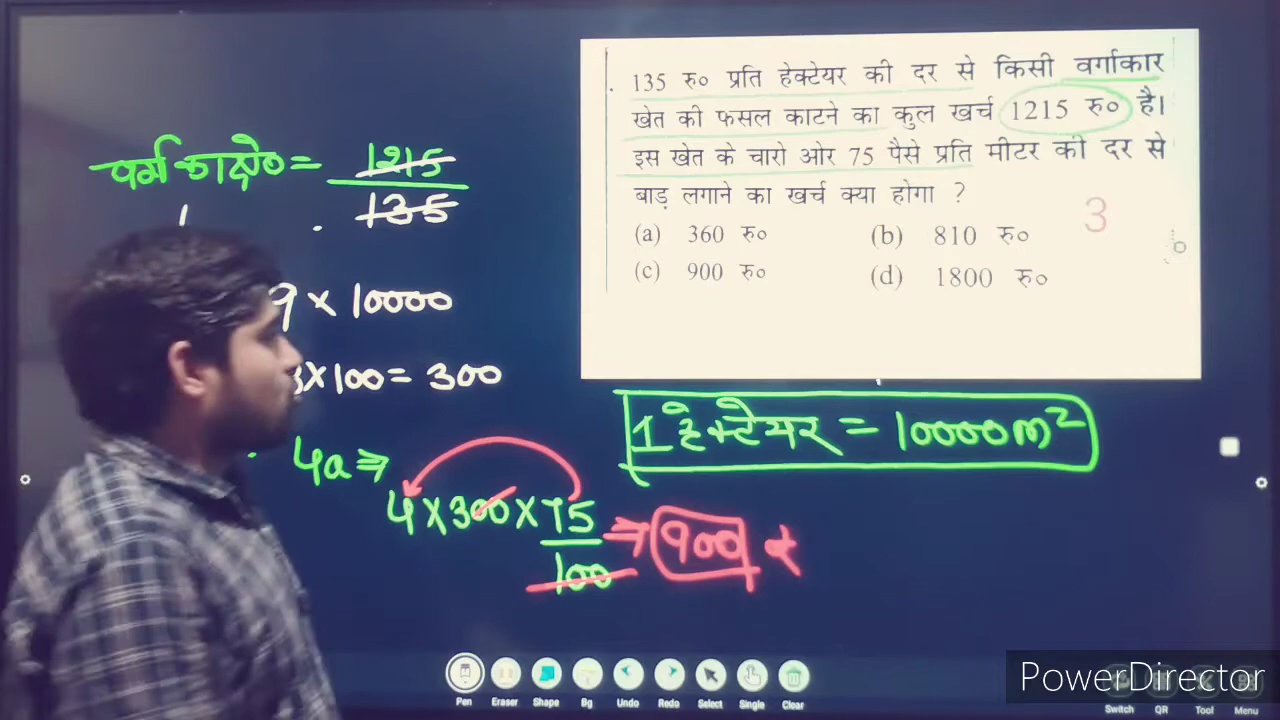 135 रु० प्रति हेक्टेयर की दर से किसी वर्गाकार
खेत की फसल काटने का कुल खर्च 1215 रु० है।
इस खेत के चारो ओर 75 पैसे प्रति मीटर की दर से
बाड़ लगाने का खर्च क्या होगा ?
(a) 360 रु० (b) 810 रु०
(c) 900 रु० (d) 1800 रु०
3
वर्ग का क्षे० = 1215
135
9 × 10000
3×100 = 300
1 हेक्टेयर = 10000m²
4a ⇒
4×300×75 ⇒ 900 रु
100
Pen Eraser Shape Bg Undo Redo Select Single Clear
PowerDirector
Switch QR Tool Menu